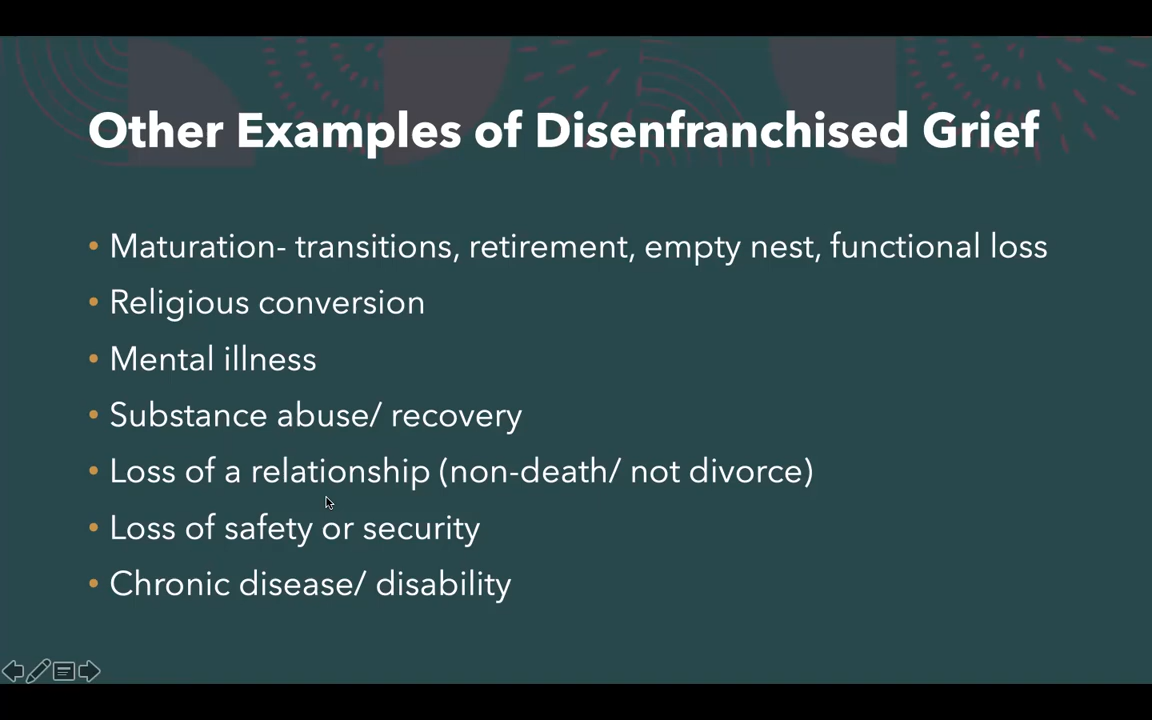 Other Examples of Disenfranchised Grief
• Maturation- transitions, retirement, empty nest, functional loss
• Religious conversion
• Mental illness
• Substance abuse/ recovery
• Loss of a relationship (non-death/ not divorce)
• Loss of safety or security
• Chronic disease/ disability